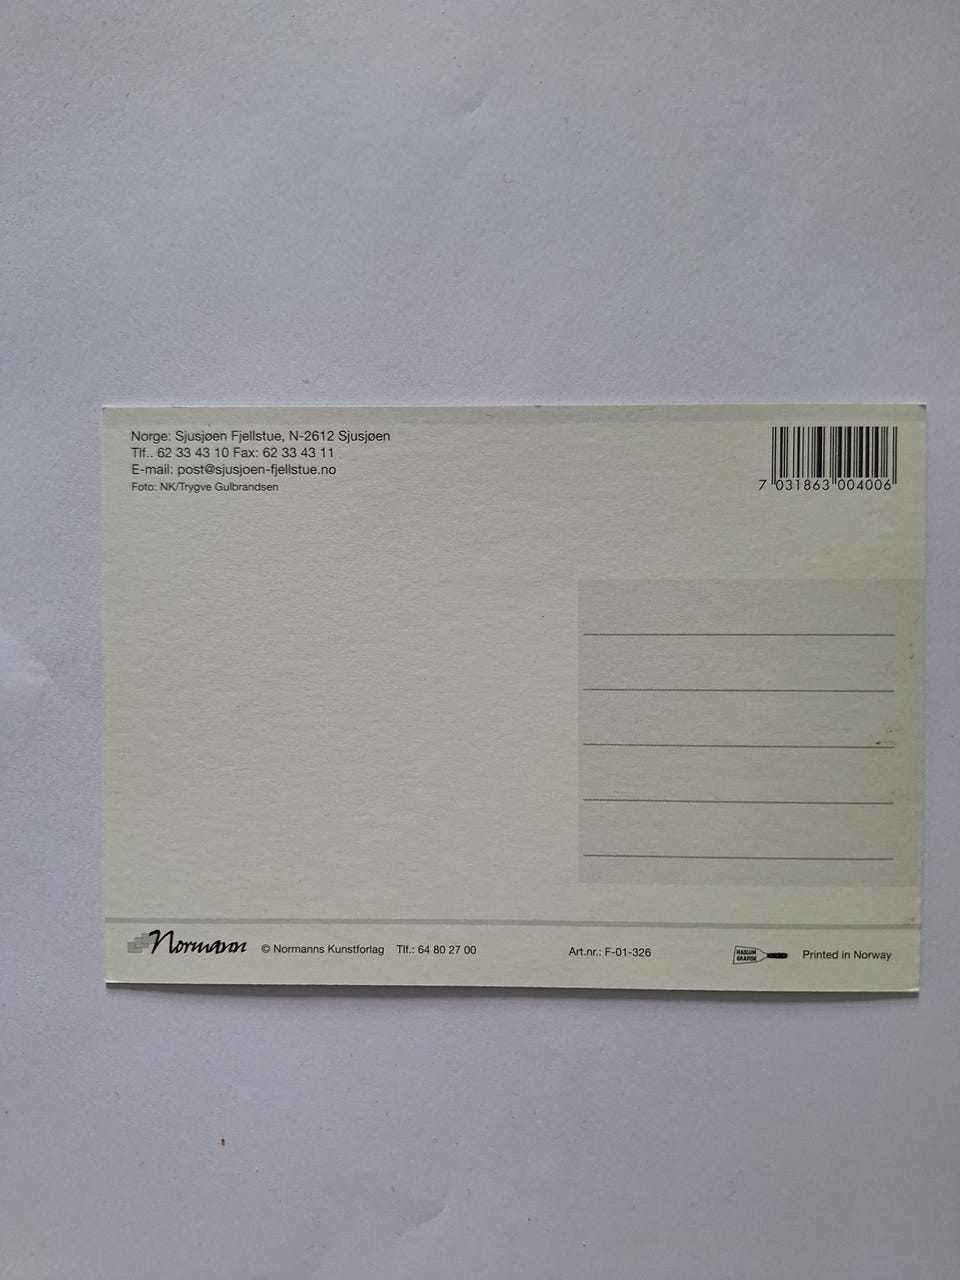 Norge: Sjusjøen Fjellstue, N-2612 Sjusjøen
Tlf.. 62 33 43 10 Fax: 62 33 43 11
E-mail: post@sjusjoen-fjellstue.no
Foto: NK/Trygve Gulbrandsen
7 031863 004006
Normann © Normanns Kunstforlag Tlf.: 64 80 27 00 Art.nr.: F-01-326 HASLUM GRAFISK Printed in Norway